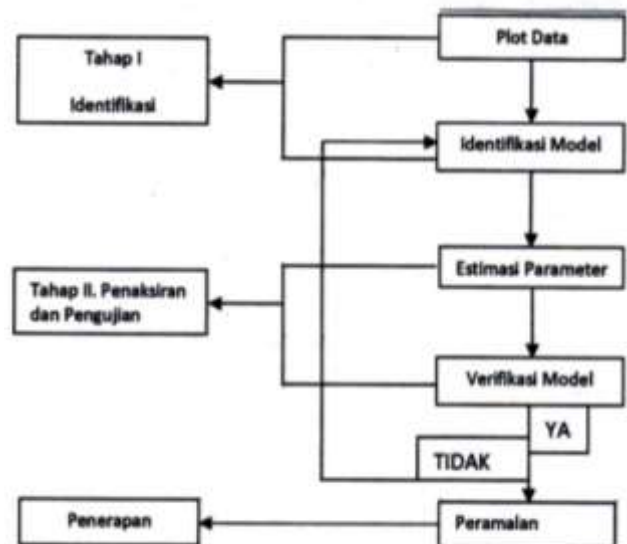 Plot Data
Tahap I
Identifikasi
Identifikasi Model
Estimasi Parameter
Tahap II. Penaksiran
dan Pengujian
Verifikasi Model
YA
TIDAK
Penerapan
Peramalan